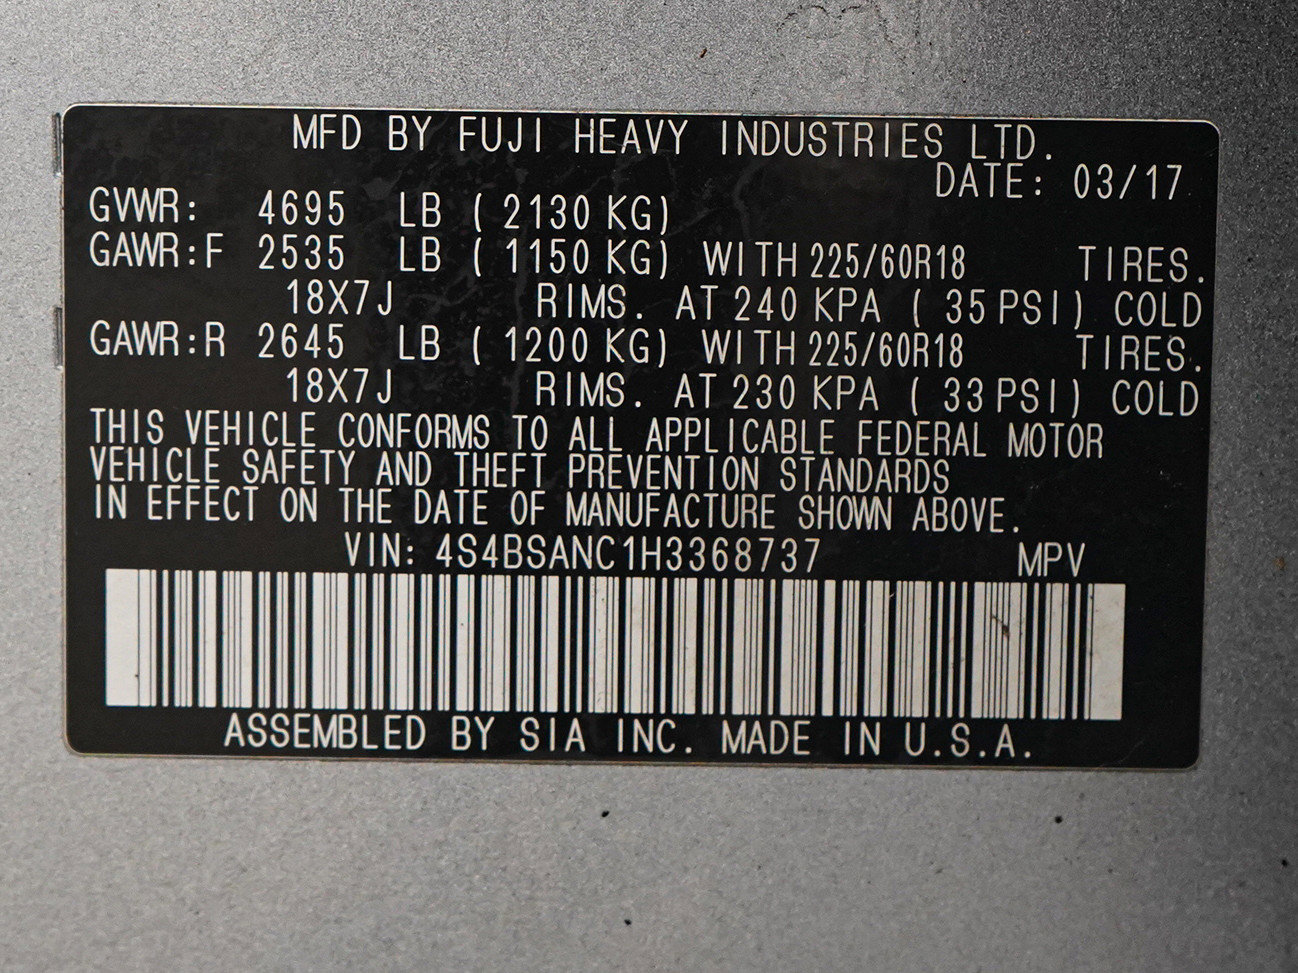 MFD BY FUJI HEAVY INDUSTRIES LTD.
DATE: 03/17
GVWR: 4695 LB ( 2130 KG)
GAWR:F 2535 LB ( 1150 KG) WITH 225/60R18 TIRES.
18X7J RIMS. AT 240 KPA ( 35 PSI) COLD
GAWR:R 2645 LB ( 1200 KG) WITH 225/60R18 TIRES.
18X7J RIMS. AT 230 KPA ( 33 PSI) COLD
THIS VEHICLE CONFORMS TO ALL APPLICABLE FEDERAL MOTOR
VEHICLE SAFETY AND THEFT PREVENTION STANDARDS
IN EFFECT ON THE DATE OF MANUFACTURE SHOWN ABOVE.
VIN: 4S4BSANC1H3368737 MPV
ASSEMBLED BY SIA INC. MADE IN U.S.A.